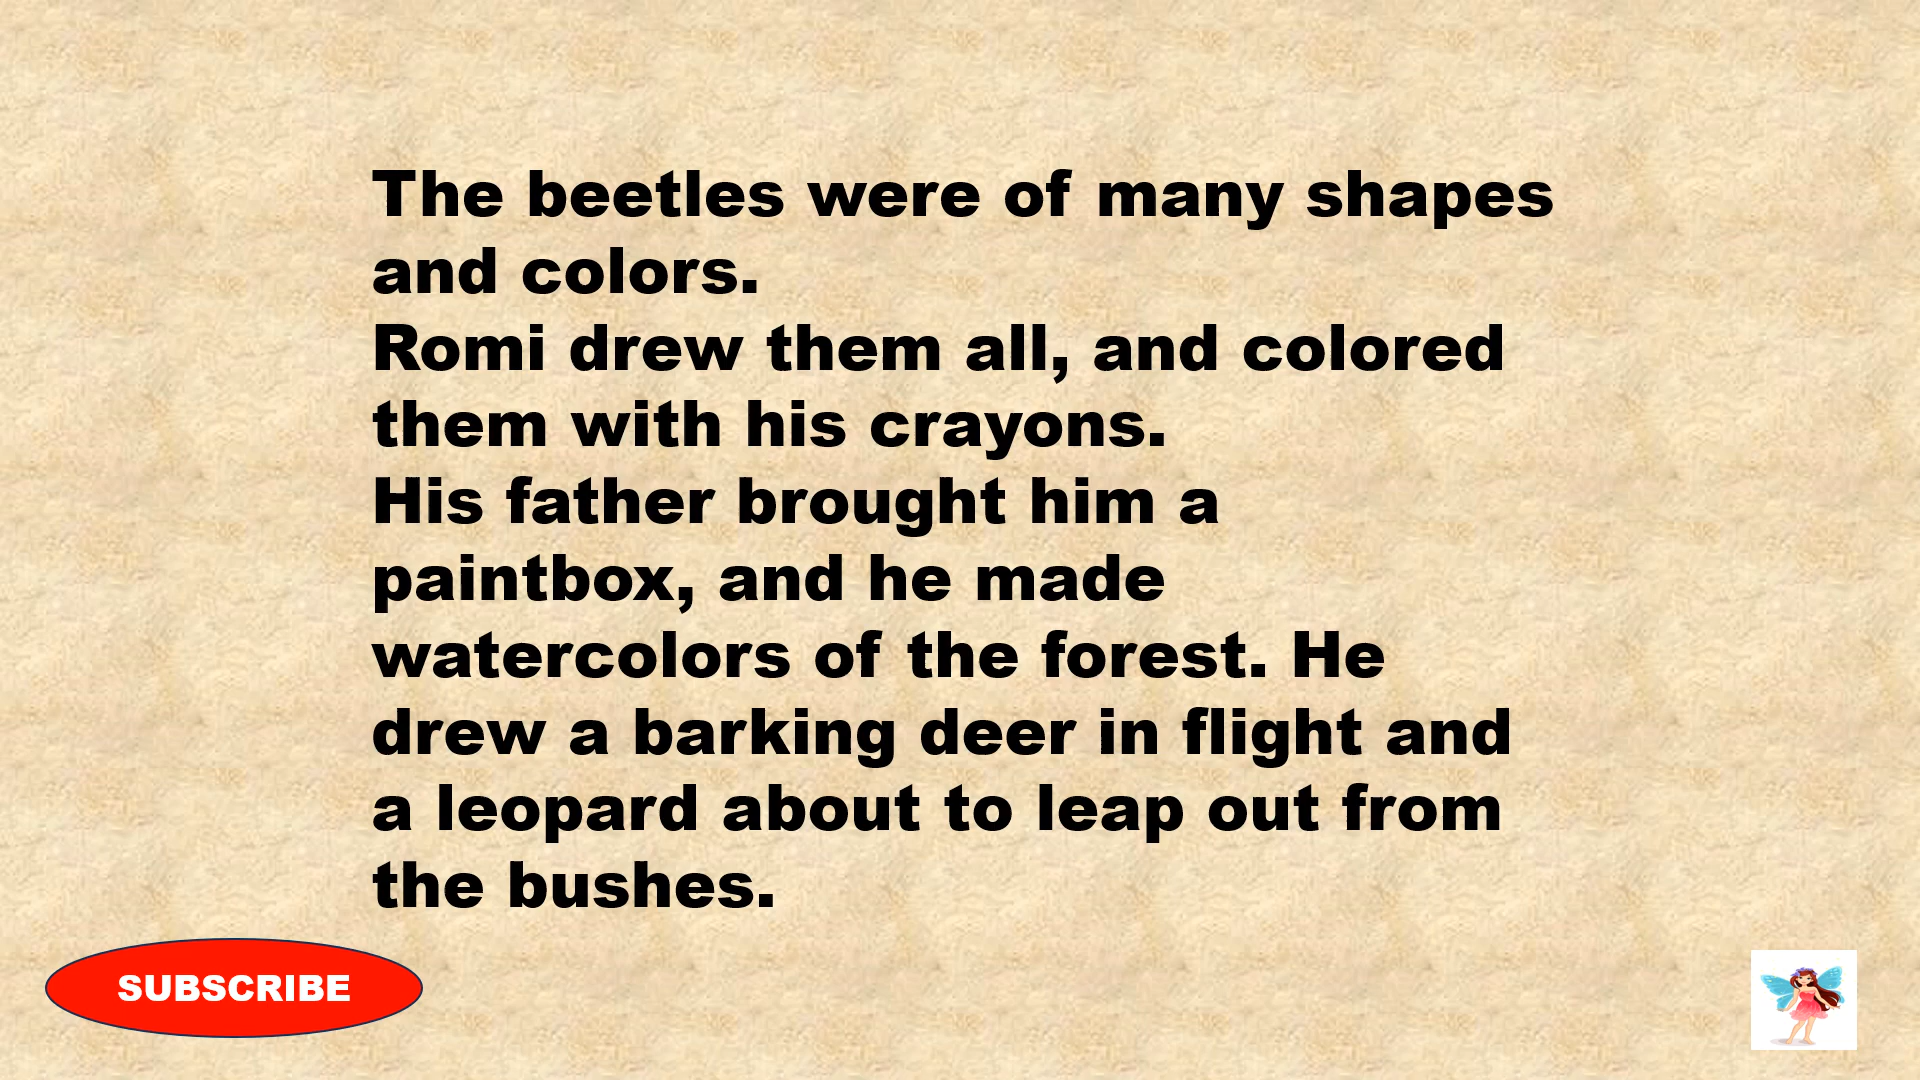 The beetles were of many shapes
and colors.
Romi drew them all, and colored
them with his crayons.
His father brought him a
paintbox, and he made
watercolors of the forest. He
drew a barking deer in flight and
a leopard about to leap out from
the bushes.
SUBSCRIBE